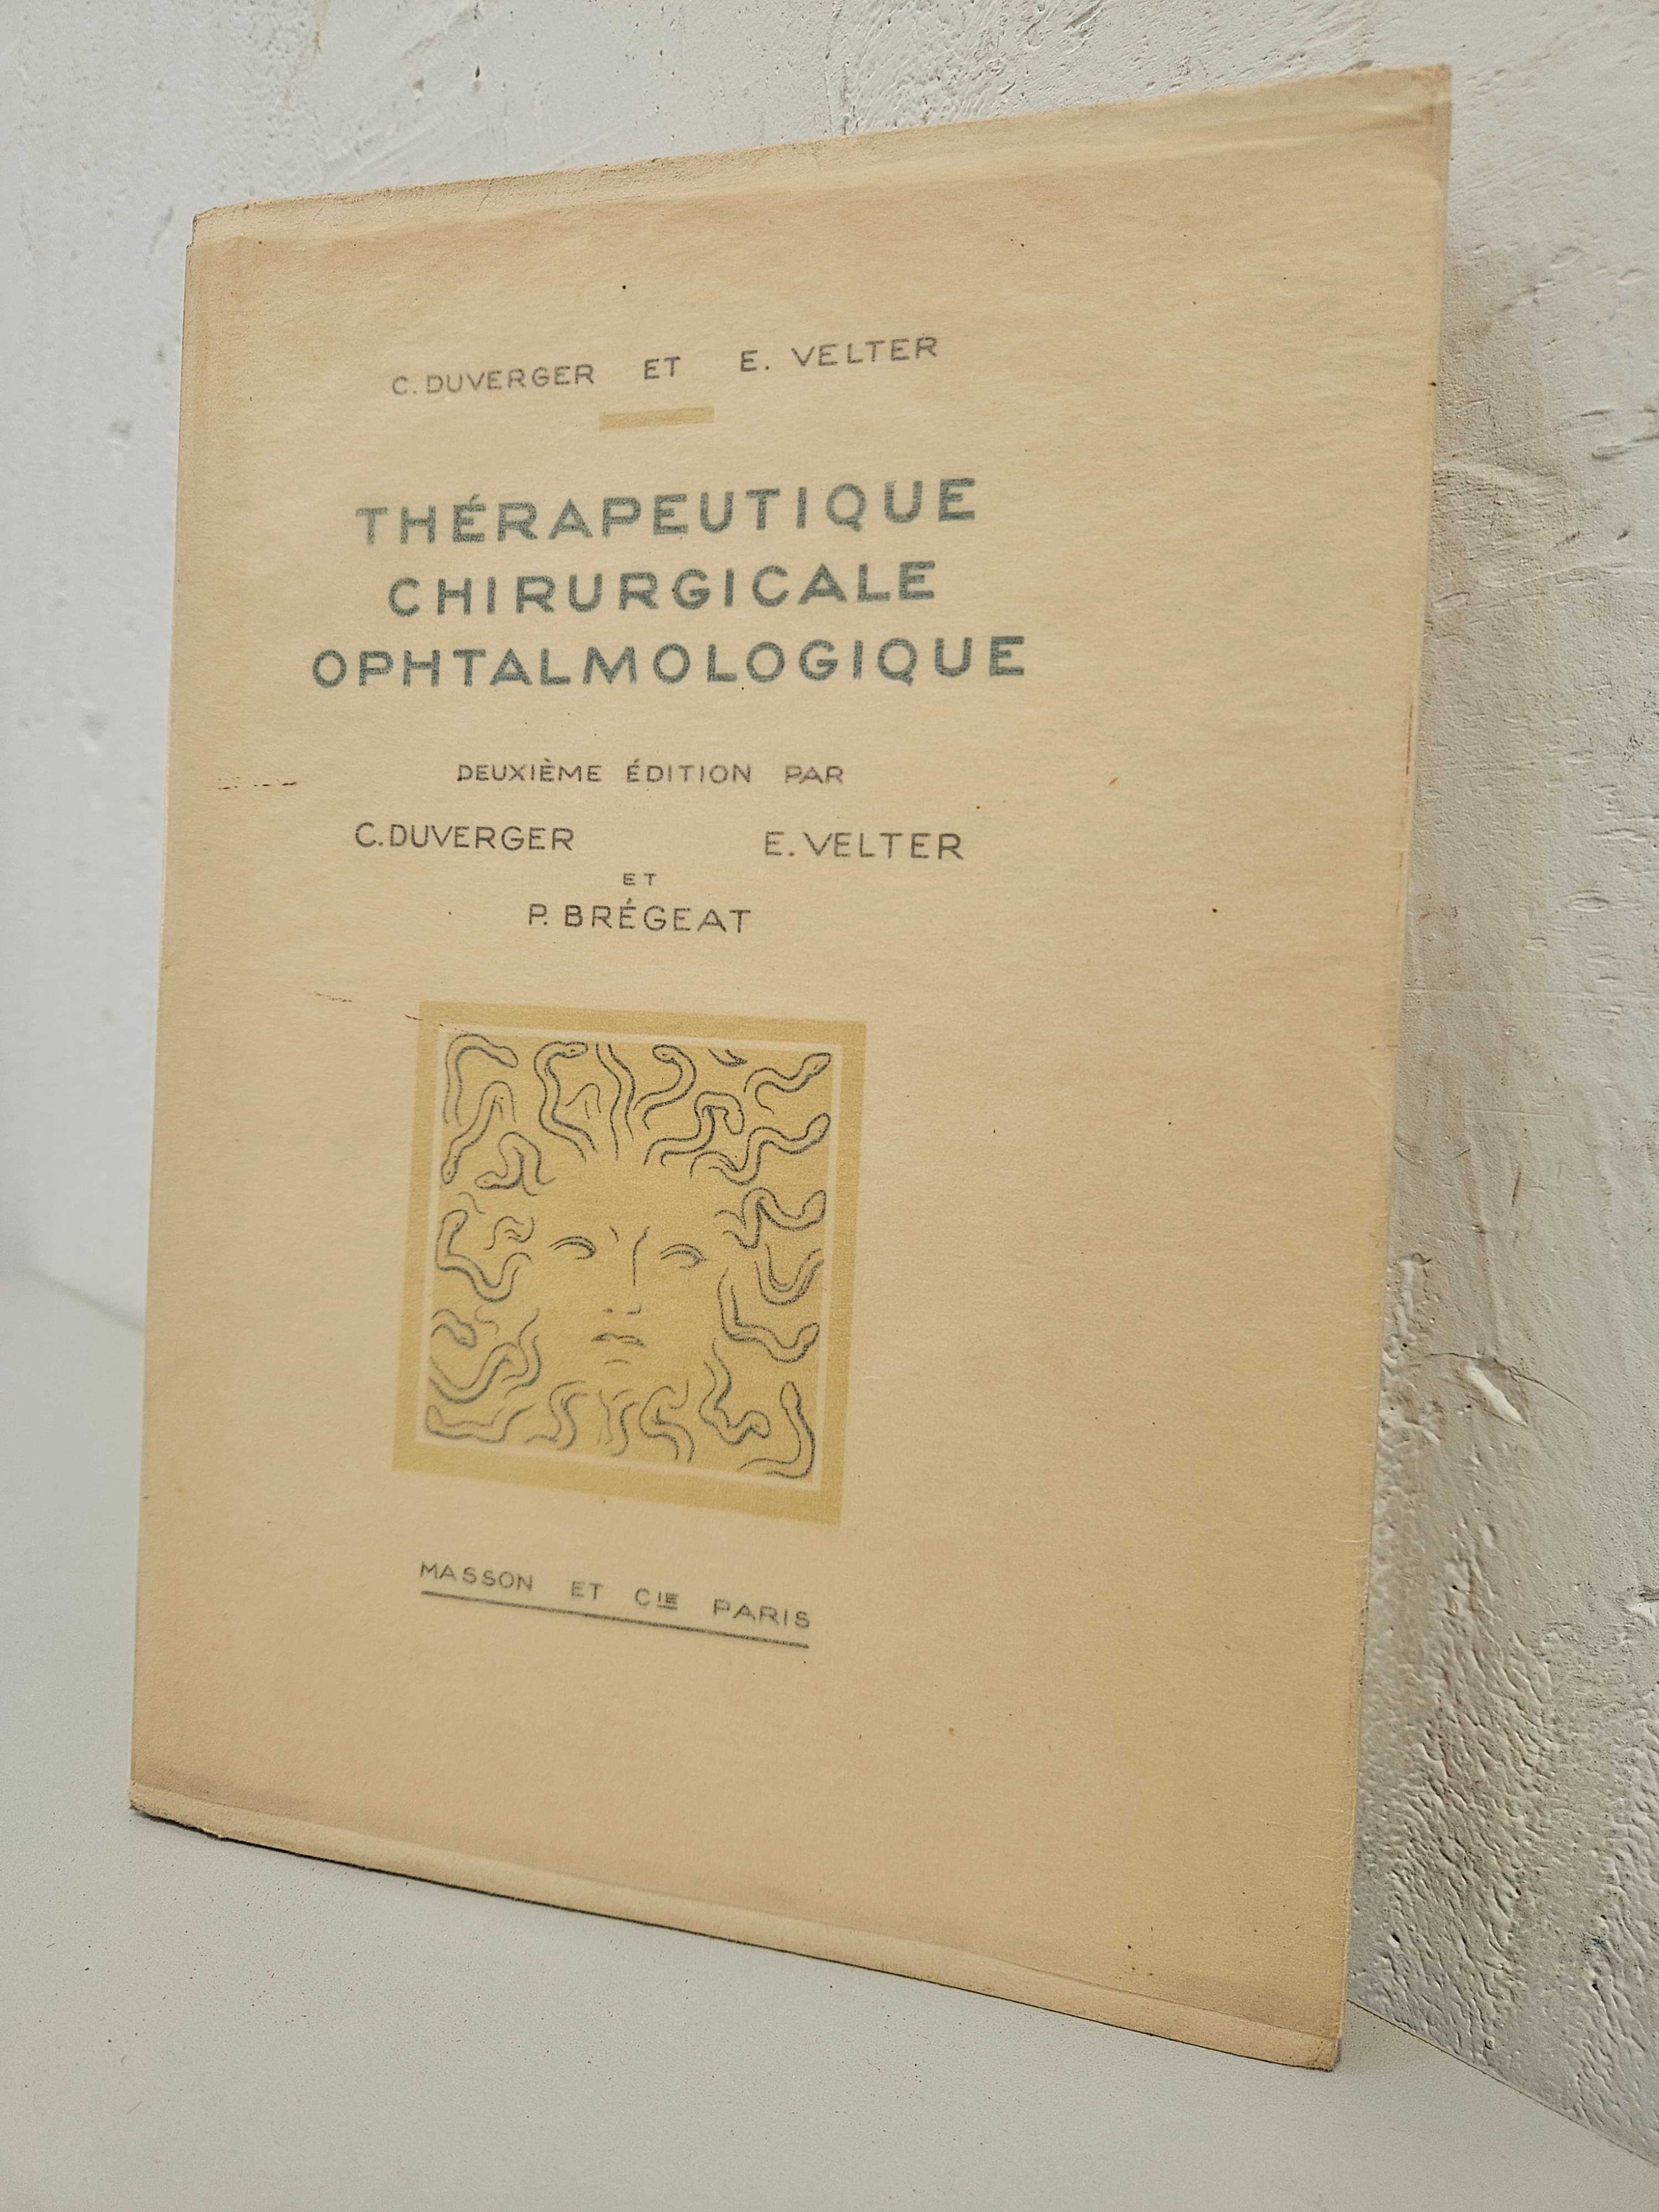 C. DUVERGER ET E. VELTER
THÉRAPEUTIQUE
CHIRURGICALE
OPHTALMOLOGIQUE
DEUXIÈME ÉDITION PAR
C. DUVERGER E. VELTER
ET
P. BRÉGEAT
MASSON ET CIE PARIS